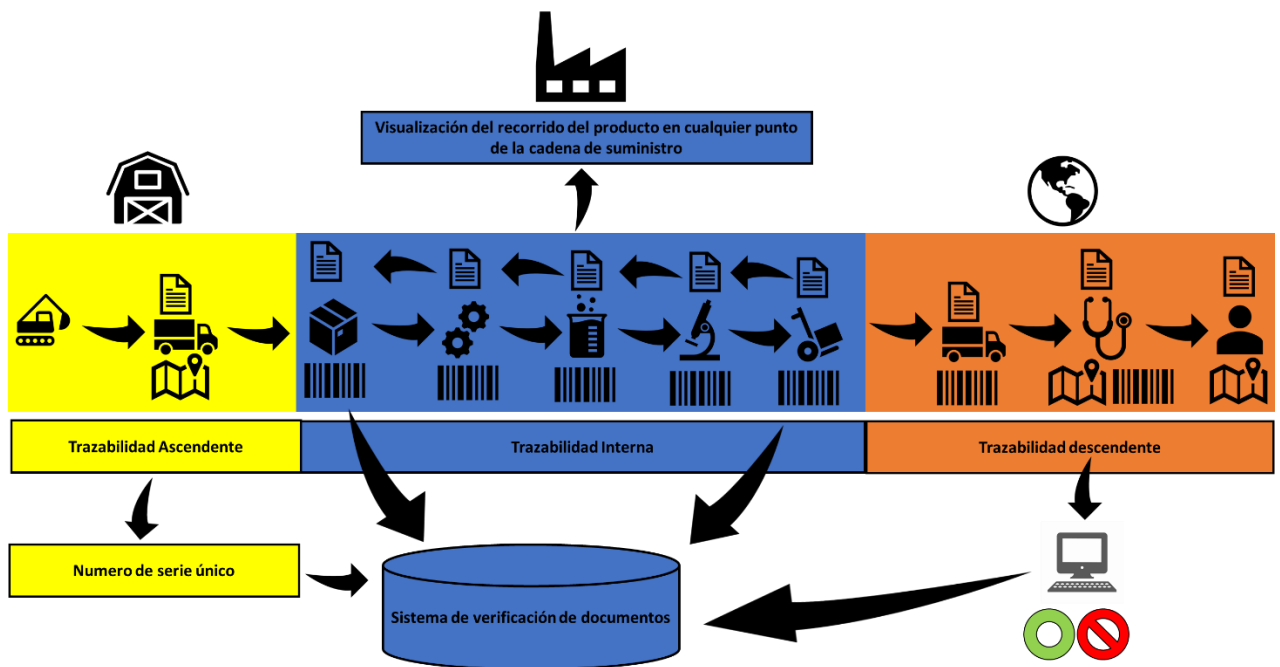 Visualización del recorrido del producto en cualquier punto
de la cadena de suministro
Trazabilidad Ascendente
Trazabilidad Interna
Trazabilidad descendente
Numero de serie único
Sistema de verificación de documentos